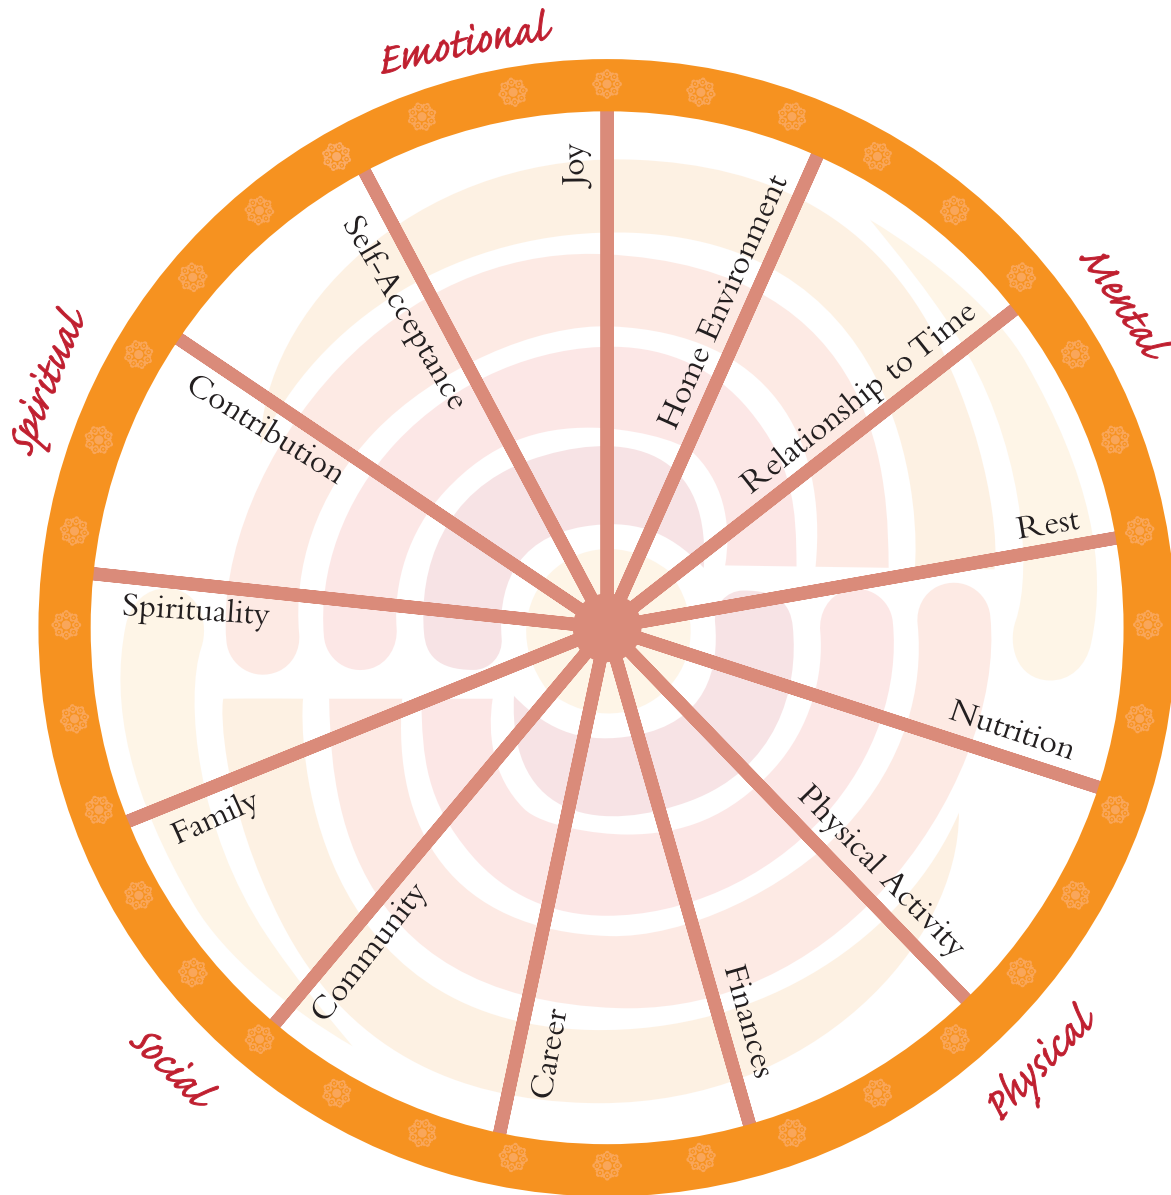 Emotional
Mental
Physical
Social
Spiritual
Joy
Home Environment
Relationship to Time
Rest
Nutrition
Physical Activity
Finances
Career
Community
Family
Spirituality
Contribution
Self-Acceptance